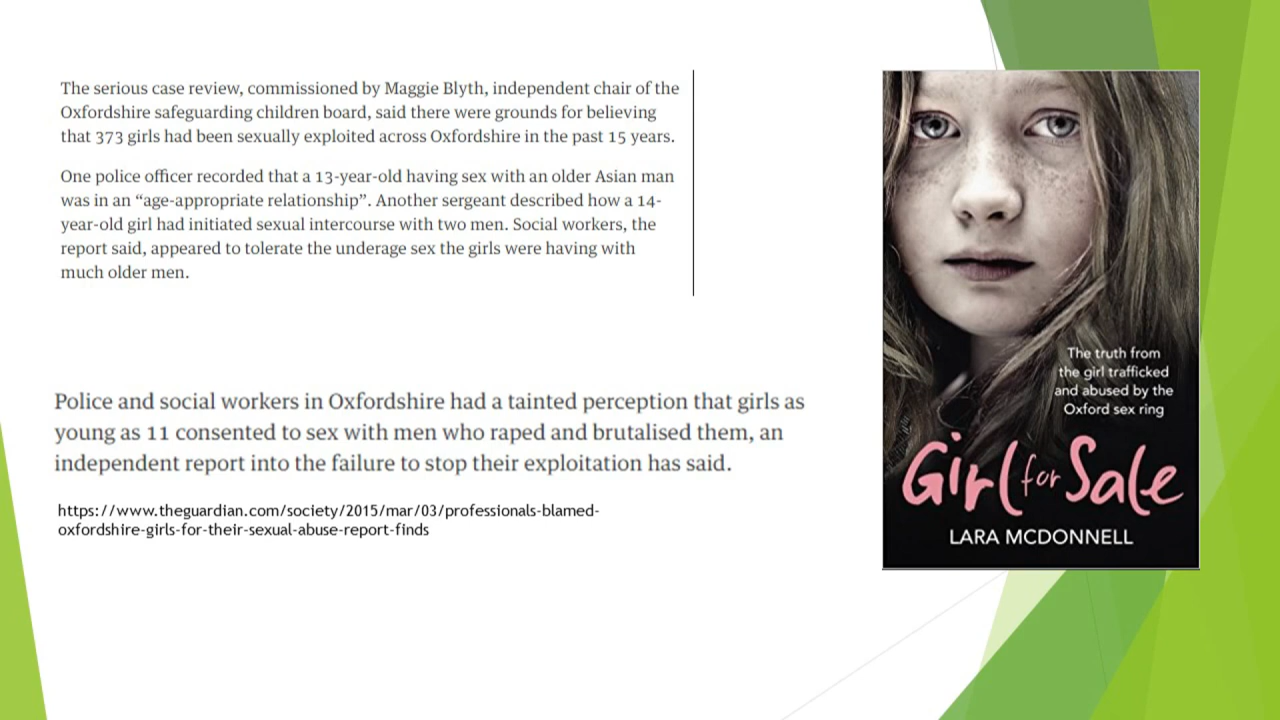 The serious case review, commissioned by Maggie Blyth, independent chair of the
Oxfordshire safeguarding children board, said there were grounds for believing
that 373 girls had been sexually exploited across Oxfordshire in the past 15 years.
One police officer recorded that a 13-year-old having sex with an older Asian man
was in an “age-appropriate relationship”. Another sergeant described how a 14-
year-old girl had initiated sexual intercourse with two men. Social workers, the
report said, appeared to tolerate the underage sex the girls were having with
much older men.
Police and social workers in Oxfordshire had a tainted perception that girls as
young as 11 consented to sex with men who raped and brutalised them, an
independent report into the failure to stop their exploitation has said.
https://www.theguardian.com/society/2015/mar/03/professionals-blamed-
oxfordshire-girls-for-their-sexual-abuse-report-finds
The truth from
the girl trafficked
and abused by the
Oxford sex ring
Girl for Sale
LARA MCDONNELL